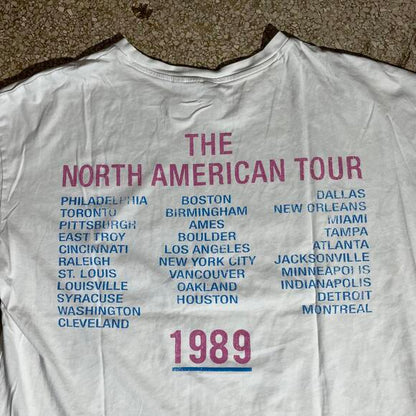 THE
NORTH AMERICAN TOUR
PHILADELPHIA BOSTON DALLAS
TORONTO BIRMINGHAM NEW ORLEANS
PITTSBURGH AMES MIAMI
EAST TROY BOULDER TAMPA
CINCINNATI LOS ANGELES ATLANTA
RALEIGH NEW YORK CITY JACKSONVILLE
ST. LOUIS VANCOUVER MINNEAPOLIS
LOUISVILLE OAKLAND INDIANAPOLIS
SYRACUSE HOUSTON DETROIT
WASHINGTON MONTREAL
CLEVELAND
1989